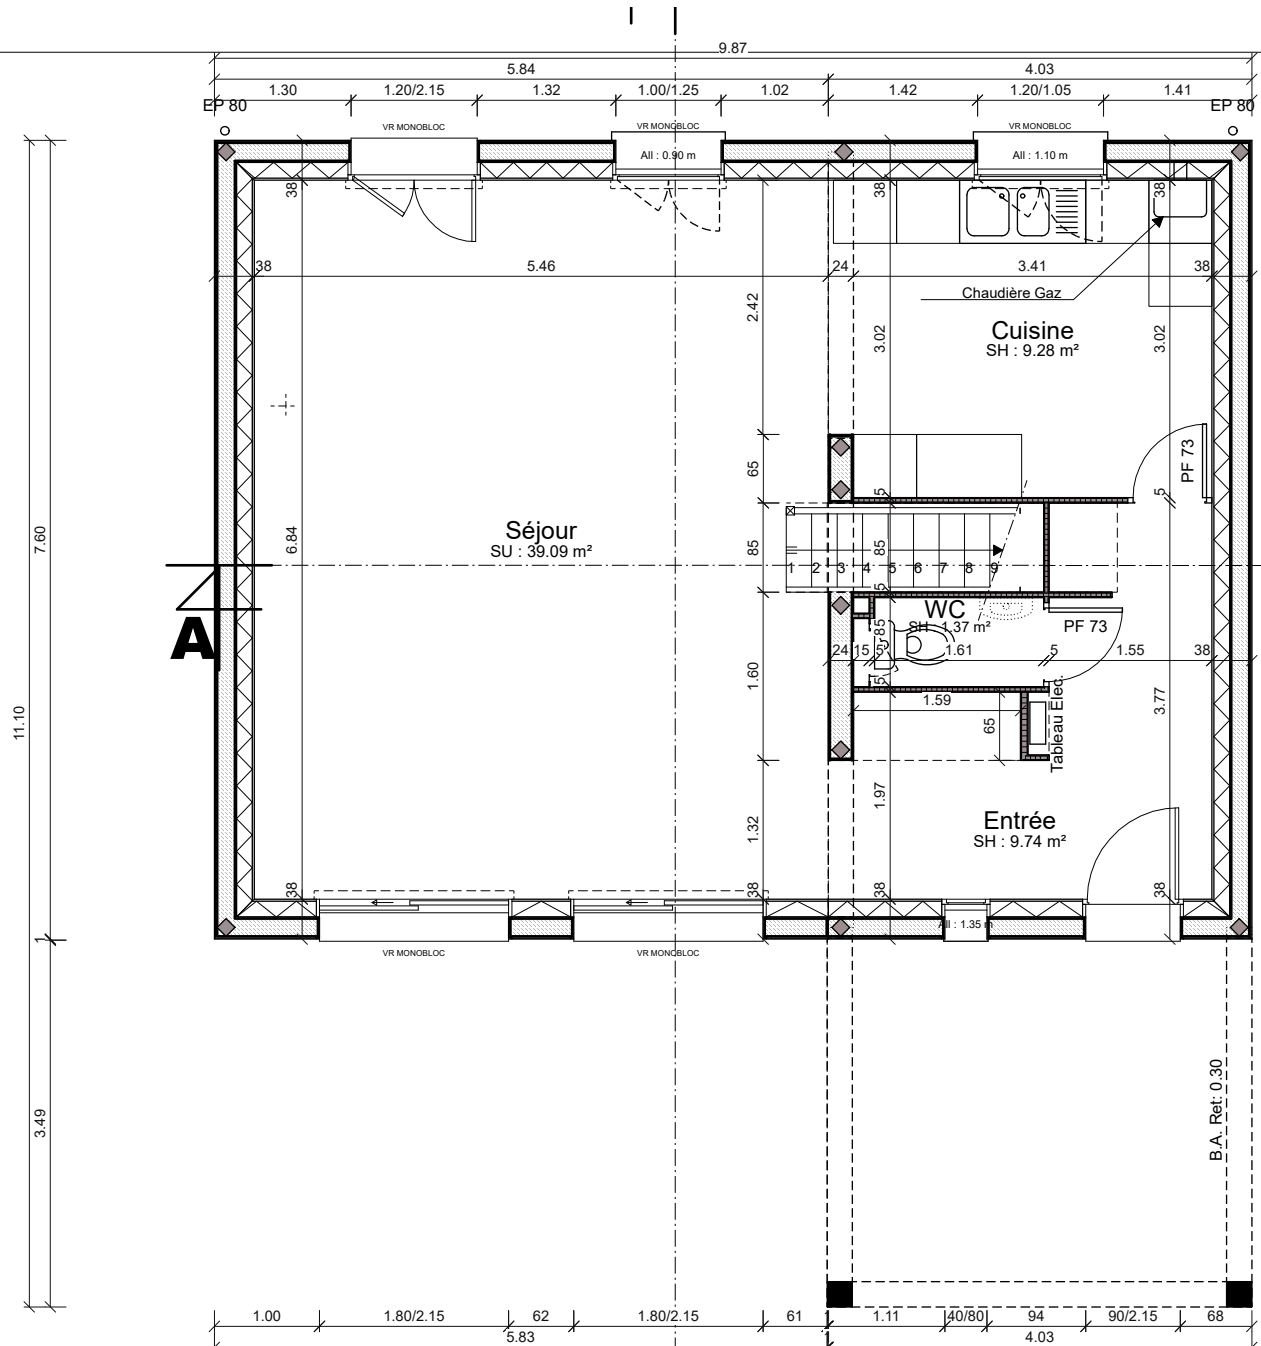 9.87
5.84 4.03
1.30 1.20/2.15 1.32 1.00/1.25 1.02 1.42 1.20/1.05 1.41
EP 80 EP 80
VR MONOBLOC VR MONOBLOC VR MONOBLOC
All : 0.90 m All : 1.10 m
38 38 38
38 5.46 24 3.41 38
Chaudière Gaz
2.42
Cuisine
SH : 9.28 m²
3.02 3.02
65
PF 73
5 5
Séjour
SU : 39.09 m²
7.60
6.84
85 85
1 2 3 4 5 6 7 8 9
5
WC
SH : 1.37 m²
PF 73
A
85
24 15 5 1.61 5 1.55 38
1.60
5
1.59
65
Tableau Elec.
3.77
11.10
1.97
Entrée
SH : 9.74 m²
1.32
38 38 38 38
All : 1.35 m
1
VR MONOBLOC VR MONOBLOC
3.49
B.A. Ret: 0.30
1.00 1.80/2.15 62 1.80/2.15 61 1.11 40/80 94 90/2.15 68
5.83 4.03